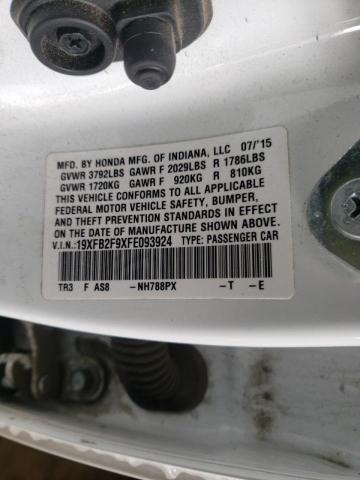 MFD. BY HONDA MFG. OF INDIANA, LLC 07/'15
GVWR 3792LBS GAWR F 2029LBS R 1786LBS
GVWR 1720KG GAWR F 920KG R 810KG
THIS VEHICLE CONFORMS TO ALL APPLICABLE
FEDERAL MOTOR VEHICLE SAFETY, BUMPER,
AND THEFT PREVENTION STANDARDS IN EFFECT
ON THE DATE OF MANUFACTURE SHOWN ABOVE.
V.I.N.: 19XFB2F9XFE093924 TYPE: PASSENGER CAR
TR3 F AS8 -NH788PX -T -E